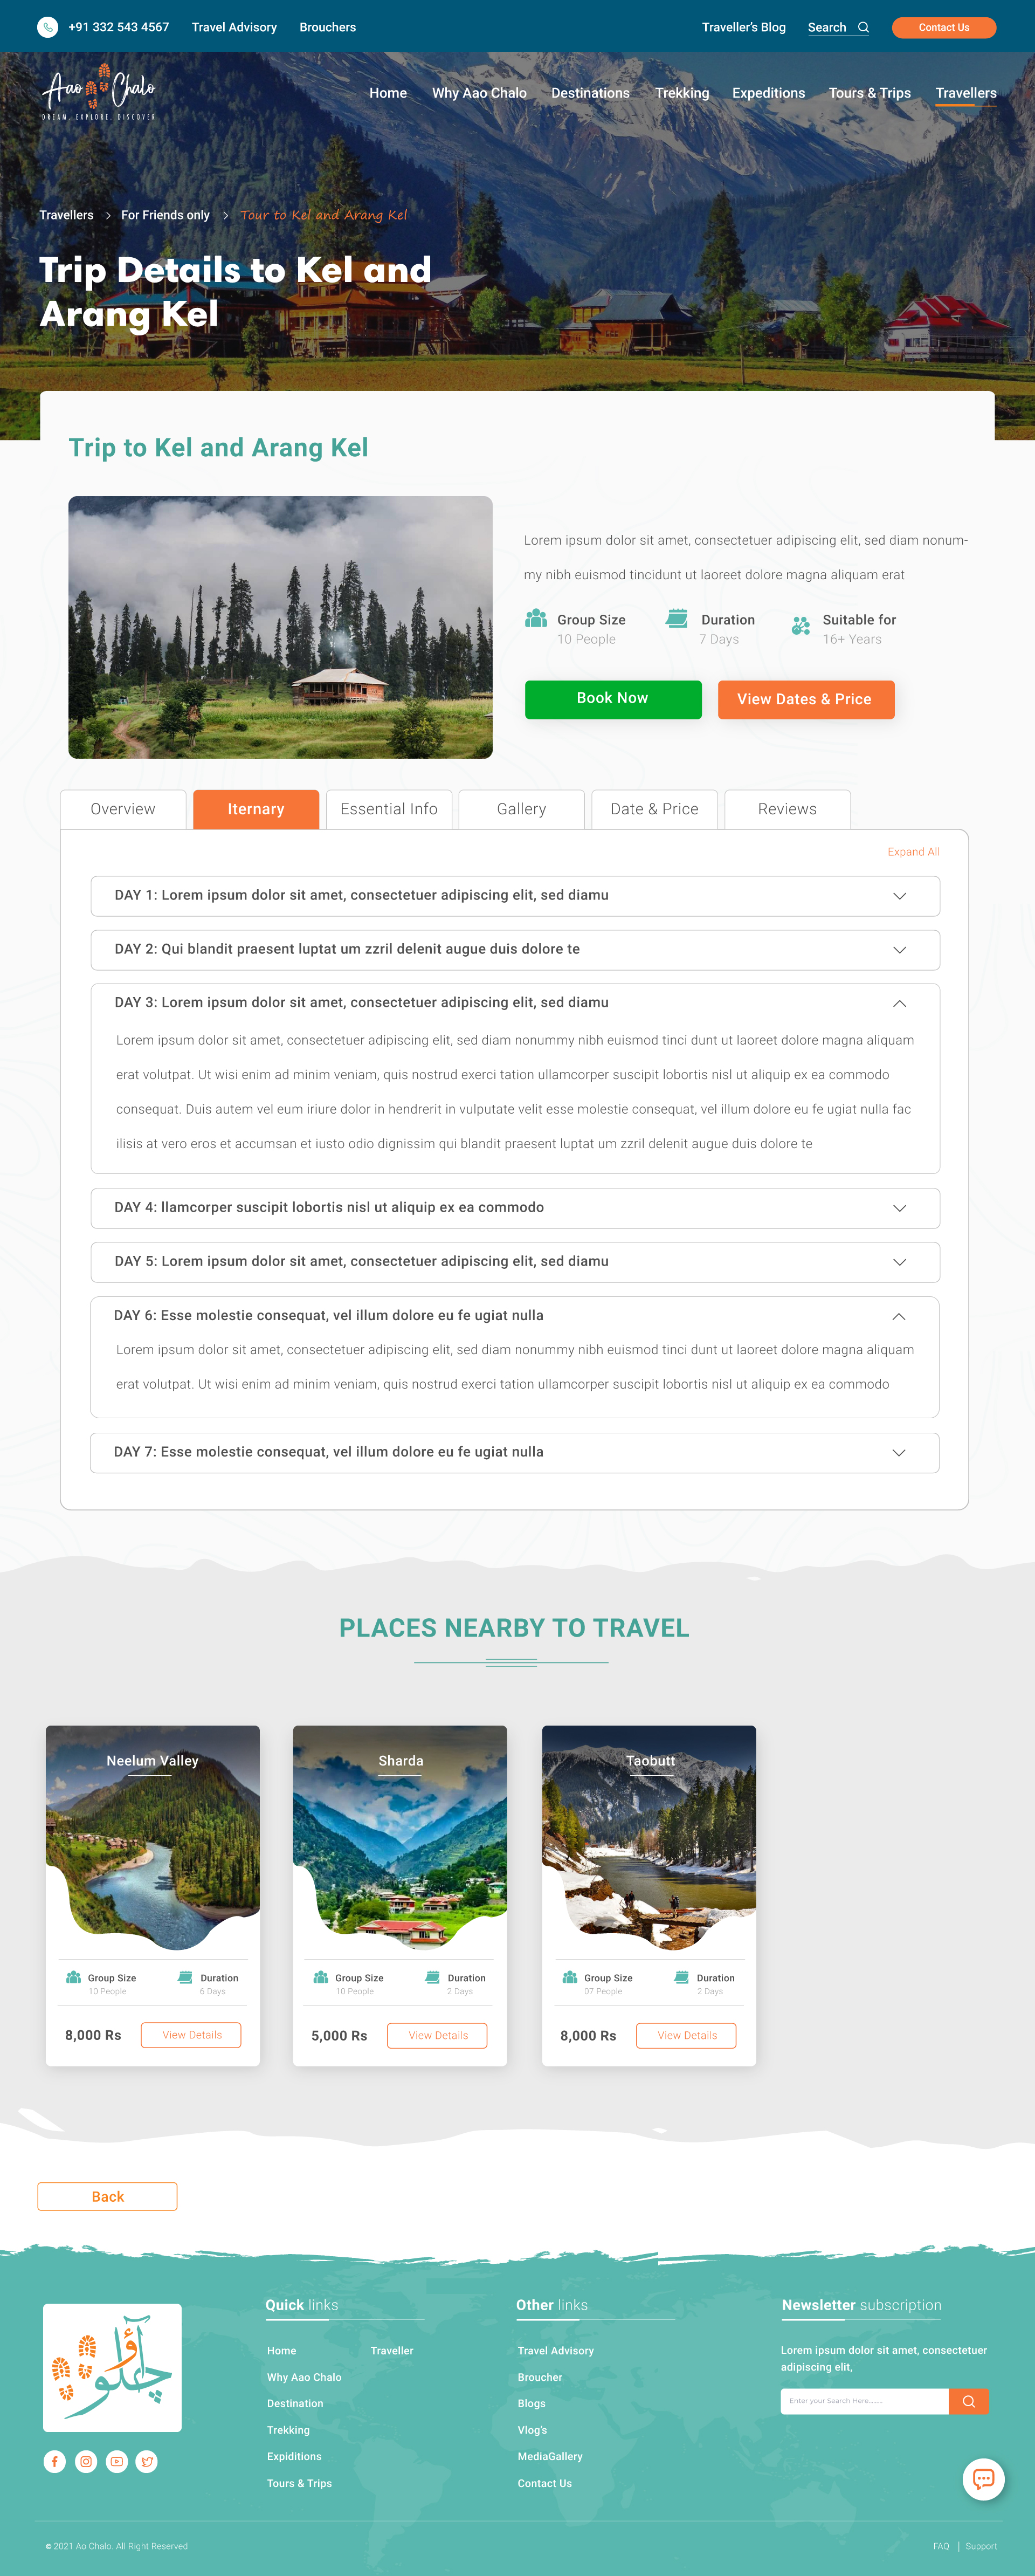 +91 332 543 4567 Travel Advisory Brouchers Traveller's Blog Search Contact Us
Aao Chalo
DREAM. EXPLORE. DISCOVER
Home Why Aao Chalo Destinations Trekking Expeditions Tours & Trips Travellers
Travellers > For Friends only > Tour to Kel and Arang Kel
Trip Details to Kel and
Arang Kel
Trip to Kel and Arang Kel
Lorem ipsum dolor sit amet, consectetuer adipiscing elit, sed diam nonum-
my nibh euismod tincidunt ut laoreet dolore magna aliquam erat
Group Size Duration Suitable for
10 People 7 Days 16+ Years
Book Now View Dates & Price
Overview Iternary Essential Info Gallery Date & Price Reviews
Expand All
DAY 1: Lorem ipsum dolor sit amet, consectetuer adipiscing elit, sed diamu
DAY 2: Qui blandit praesent luptat um zzril delenit augue duis dolore te
DAY 3: Lorem ipsum dolor sit amet, consectetuer adipiscing elit, sed diamu
Lorem ipsum dolor sit amet, consectetuer adipiscing elit, sed diam nonummy nibh euismod tinci dunt ut laoreet dolore magna aliquam
erat volutpat. Ut wisi enim ad minim veniam, quis nostrud exerci tation ullamcorper suscipit lobortis nisl ut aliquip ex ea commodo
consequat. Duis autem vel eum iriure dolor in hendrerit in vulputate velit esse molestie consequat, vel illum dolore eu fe ugiat nulla fac
ilisis at vero eros et accumsan et iusto odio dignissim qui blandit praesent luptat um zzril delenit augue duis dolore te
DAY 4: llamcorper suscipit lobortis nisl ut aliquip ex ea commodo
DAY 5: Lorem ipsum dolor sit amet, consectetuer adipiscing elit, sed diamu
DAY 6: Esse molestie consequat, vel illum dolore eu fe ugiat nulla
Lorem ipsum dolor sit amet, consectetuer adipiscing elit, sed diam nonummy nibh euismod tinci dunt ut laoreet dolore magna aliquam
erat volutpat. Ut wisi enim ad minim veniam, quis nostrud exerci tation ullamcorper suscipit lobortis nisl ut aliquip ex ea commodo
DAY 7: Esse molestie consequat, vel illum dolore eu fe ugiat nulla
PLACES NEARBY TO TRAVEL
Neelum Valley
Group Size Duration
10 People 6 Days
8,000 Rs View Details
Sharda
Group Size Duration
10 People 2 Days
5,000 Rs View Details
Taobutt
Group Size Duration
07 People 2 Days
8,000 Rs View Details
Back
آؤ
چلو
Quick links
Home Traveller
Why Aao Chalo
Destination
Trekking
Expiditions
Tours & Trips
Other links
Travel Advisory
Broucher
Blogs
Vlog's
MediaGallery
Contact Us
Newsletter subscription
Lorem ipsum dolor sit amet, consectetuer
adipiscing elit,
Enter your Search Here.......
© 2021 Ao Chalo. All Right Reserved
FAQ | Support